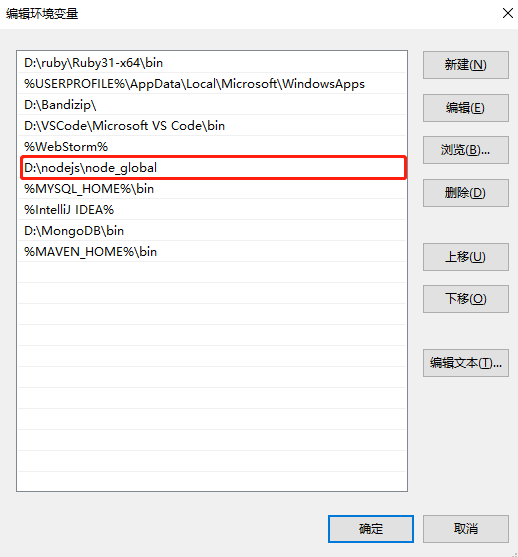 编辑环境变量
D:\ruby\Ruby31-x64\bin
%USERPROFILE%\AppData\Local\Microsoft\WindowsApps
D:\Bandizip\
D:\VSCode\Microsoft VS Code\bin
%WebStorm%
D:\nodejs\node_global
%MYSQL_HOME%\bin
%IntelliJ IDEA%
D:\MongoDB\bin
%MAVEN_HOME%\bin
新建(N)
编辑(E)
浏览(B)...
删除(D)
上移(U)
下移(O)
编辑文本(T)...
确定
取消